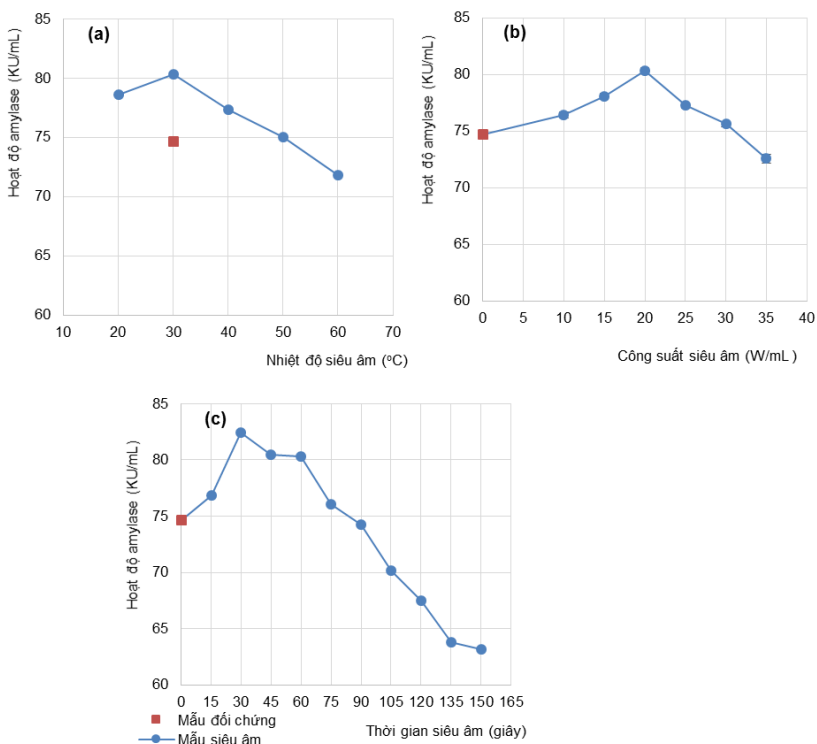 (a)
Hoạt độ amylase (KU/mL)
85
80
75
70
65
60
10 20 30 40 50 60 70
Nhiệt độ siêu âm (ºC)
(b)
Hoạt độ amylase (KU/mL)
85
80
75
70
65
60
0 5 10 15 20 25 30 35 40
Công suất siêu âm (W/mL)
(c)
Hoạt độ amylase (KU/mL)
85
80
75
70
65
60
0 15 30 45 60 75 90 105 120 135 150 165
Mẫu đối chứng
Mẫu siêu âm
Thời gian siêu âm (giây)